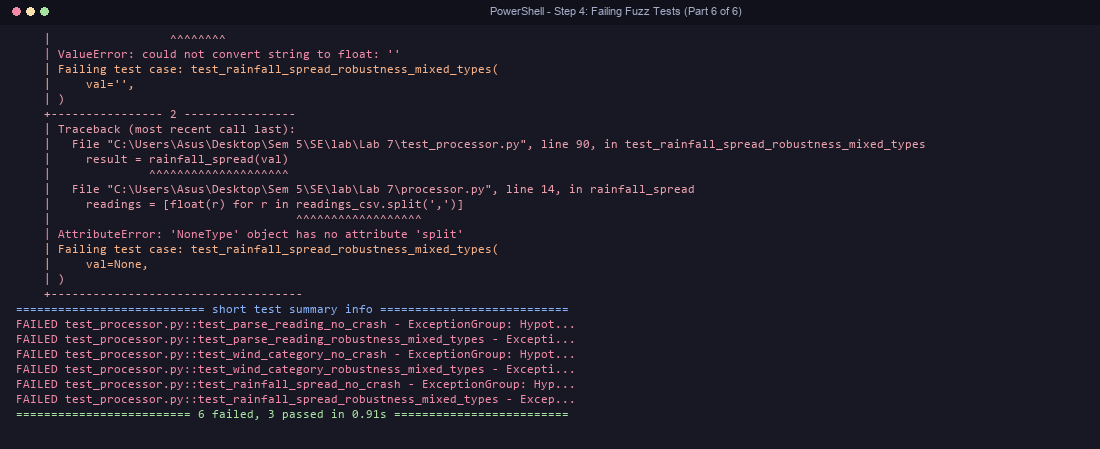 PowerShell - Step 4: Failing Fuzz Tests (Part 6 of 6)
    |                 ^^^^^^^^
    | ValueError: could not convert string to float: ''
    | Failing test case: test_rainfall_spread_robustness_mixed_types(
    |     val='',
    | )
    +---------------- 2 ----------------
    | Traceback (most recent call last):
    |   File "C:\Users\Asus\Desktop\Sem 5\SE\lab\Lab 7\test_processor.py", line 90, in test_rainfall_spread_robustness_mixed_types
    |     result = rainfall_spread(val)
    |              ^^^^^^^^^^^^^^^^^^^^
    |   File "C:\Users\Asus\Desktop\Sem 5\SE\lab\Lab 7\processor.py", line 14, in rainfall_spread
    |     readings = [float(r) for r in readings_csv.split(',')]
    |                                   ^^^^^^^^^^^^^^^^^^
    | AttributeError: 'NoneType' object has no attribute 'split'
    | Failing test case: test_rainfall_spread_robustness_mixed_types(
    |     val=None,
    | )
    +------------------------------------
=========================== short test summary info ===========================
FAILED test_processor.py::test_parse_reading_no_crash - ExceptionGroup: Hypot...
FAILED test_processor.py::test_parse_reading_robustness_mixed_types - Excepti...
FAILED test_processor.py::test_wind_category_no_crash - ExceptionGroup: Hypot...
FAILED test_processor.py::test_wind_category_robustness_mixed_types - Excepti...
FAILED test_processor.py::test_rainfall_spread_no_crash - ExceptionGroup: Hyp...
FAILED test_processor.py::test_rainfall_spread_robustness_mixed_types - Excep...
========================= 6 failed, 3 passed in 0.91s =========================